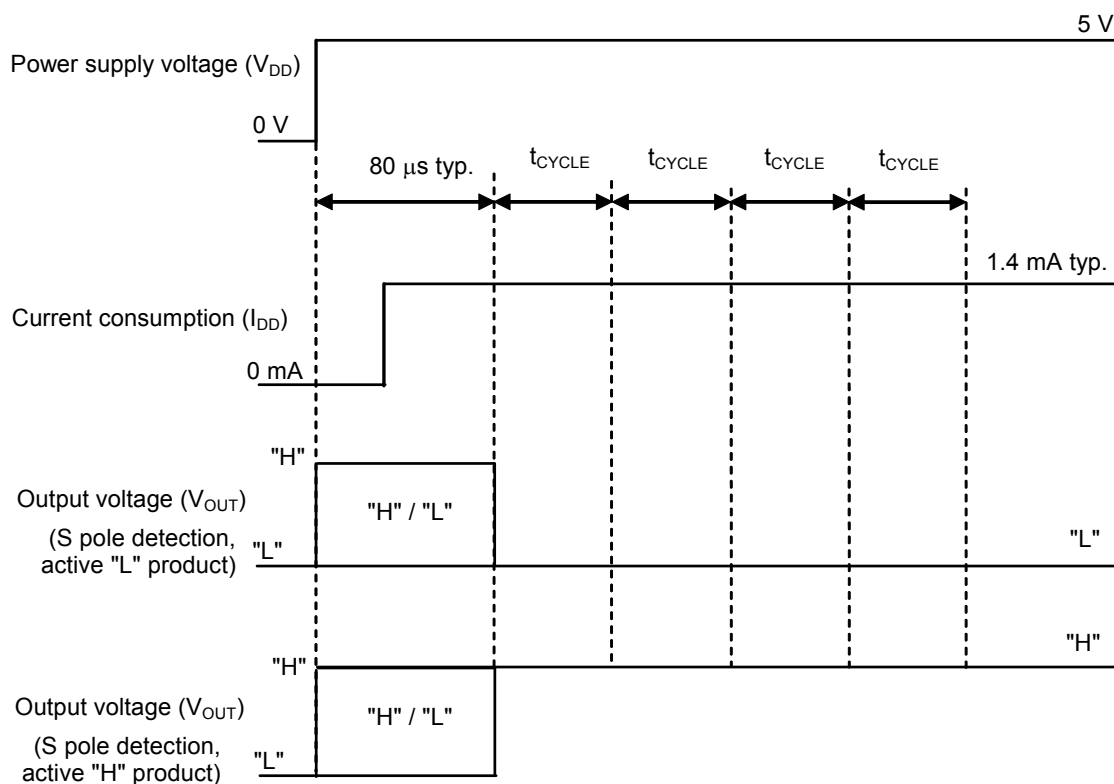 5 V
Power supply voltage (VDD)
0 V
80 μs typ.
tCYCLE
tCYCLE
tCYCLE
tCYCLE
1.4 mA typ.
Current consumption (IDD)
0 mA
"H"
Output voltage (VOUT)
(S pole detection,
active "L" product)
"H" / "L"
"L"
"L"
"H"
"H"
Output voltage (VOUT)
(S pole detection,
active "H" product)
"H" / "L"
"L"